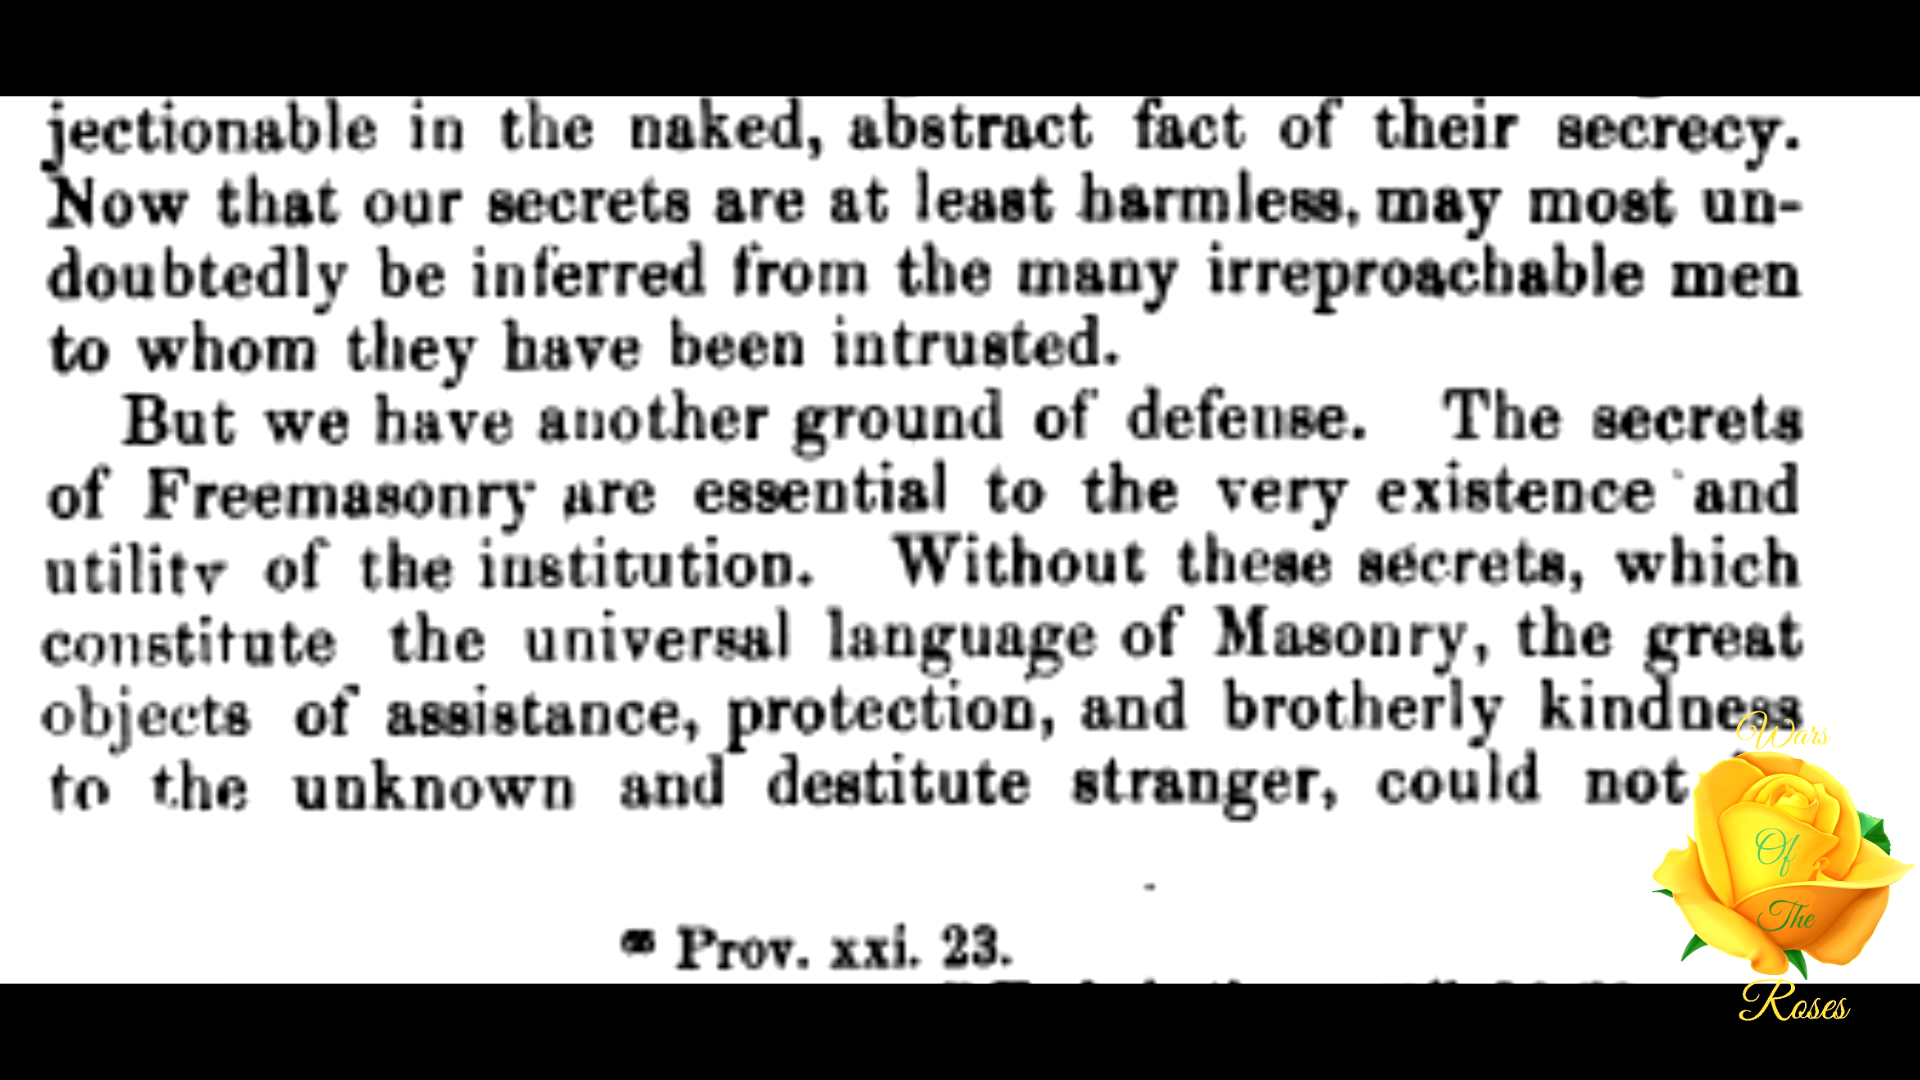 jectionable in the naked, abstract fact of their secrecy.
Now that our secrets are at least harmless, may most un-
doubtedly be inferred from the many irreproachable men
to whom they have been intrusted.
But we have another ground of defense. The secrets
of Freemasonry are essential to the very existence and
utility of the institution. Without these secrets, which
constitute the universal language of Masonry, the great
objects of assistance, protection, and brotherly kindness
to the unknown and destitute stranger, could not
Prov. xxi. 23.
Wars
Of
The
Roses